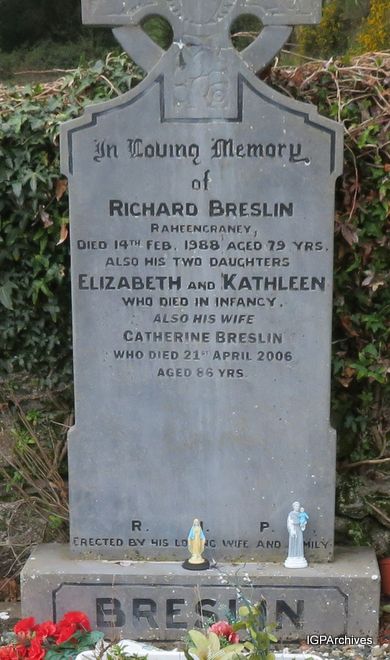 In Loving Memory
of
RICHARD BRESLIN
RAHEENGRANEY,
DIED 14TH FEB. 1988 AGED 79 YRS.
ALSO HIS TWO DAUGHTERS
ELIZABETH AND KATHLEEN
WHO DIED IN INFANCY.
ALSO HIS WIFE
CATHERINE BRESLIN
WHO DIED 21ST APRIL 2006
AGED 86 YRS.
R. I. P.
ERECTED BY HIS LOVING WIFE AND FAMILY
BRESLIN
IGPArchives